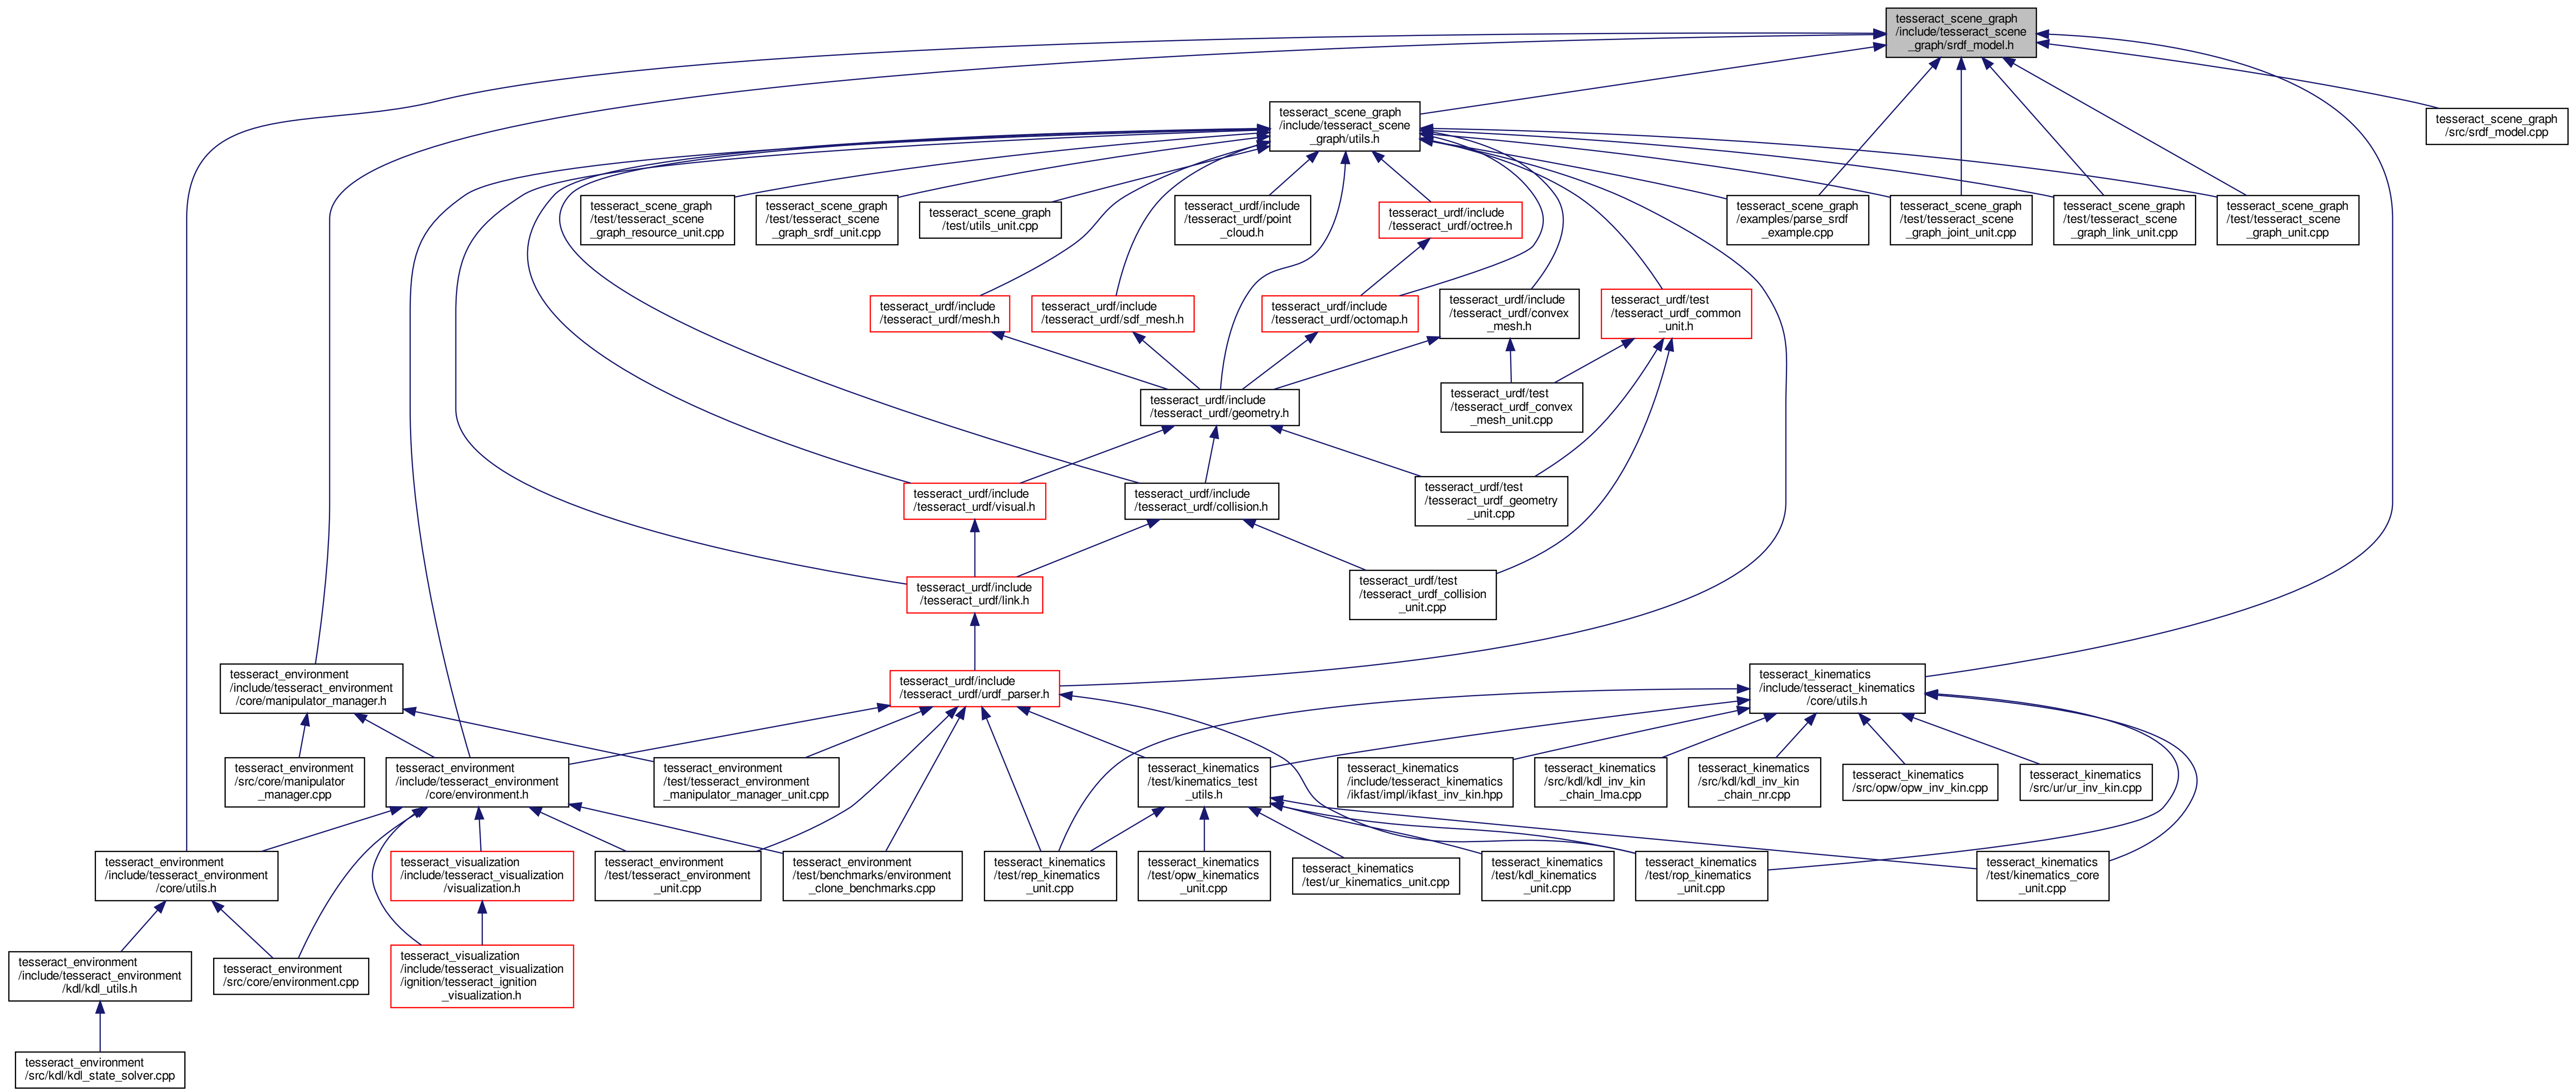 tesseract_scene_graph
/include/tesseract_scene
_graph/srdf_model.h
tesseract_scene_graph
/include/tesseract_scene
_graph/utils.h
tesseract_scene_graph
/src/srdf_model.cpp
tesseract_scene_graph
/test/tesseract_scene
_graph_resource_unit.cpp
tesseract_scene_graph
/test/tesseract_scene
_graph_srdf_unit.cpp
tesseract_scene_graph
/test/utils_unit.cpp
tesseract_urdf/include
/tesseract_urdf/point
_cloud.h
tesseract_urdf/include
/tesseract_urdf/octree.h
tesseract_scene_graph
/examples/parse_srdf
_example.cpp
tesseract_scene_graph
/test/tesseract_scene
_graph_joint_unit.cpp
tesseract_scene_graph
/test/tesseract_scene
_graph_link_unit.cpp
tesseract_scene_graph
/test/tesseract_scene
_graph_unit.cpp
tesseract_urdf/include
/tesseract_urdf/mesh.h
tesseract_urdf/include
/tesseract_urdf/sdf_mesh.h
tesseract_urdf/include
/tesseract_urdf/octomap.h
tesseract_urdf/include
/tesseract_urdf/convex
_mesh.h
tesseract_urdf/test
/tesseract_urdf_common
_unit.h
tesseract_urdf/include
/tesseract_urdf/geometry.h
tesseract_urdf/test
/tesseract_urdf_convex
_mesh_unit.cpp
tesseract_urdf/include
/tesseract_urdf/visual.h
tesseract_urdf/include
/tesseract_urdf/collision.h
tesseract_urdf/test
/tesseract_urdf_geometry
_unit.cpp
tesseract_urdf/include
/tesseract_urdf/link.h
tesseract_urdf/test
/tesseract_urdf_collision
_unit.cpp
tesseract_environment
/include/tesseract_environment
/core/manipulator_manager.h
tesseract_urdf/include
/tesseract_urdf/urdf_parser.h
tesseract_kinematics
/include/tesseract_kinematics
/core/utils.h
tesseract_environment
/src/core/manipulator
_manager.cpp
tesseract_environment
/include/tesseract_environment
/core/environment.h
tesseract_environment
/test/tesseract_environment
_manipulator_manager_unit.cpp
tesseract_kinematics
/test/kinematics_test
_utils.h
tesseract_kinematics
/include/tesseract_kinematics
/ikfast/impl/ikfast_inv_kin.hpp
tesseract_kinematics
/src/kdl/kdl_inv_kin
_chain_lma.cpp
tesseract_kinematics
/src/kdl/kdl_inv_kin
_chain_nr.cpp
tesseract_kinematics
/src/opw/opw_inv_kin.cpp
tesseract_kinematics
/src/ur/ur_inv_kin.cpp
tesseract_environment
/include/tesseract_environment
/core/utils.h
tesseract_visualization
/include/tesseract_visualization
/visualization.h
tesseract_environment
/test/tesseract_environment
_unit.cpp
tesseract_environment
/test/benchmarks/environment
_clone_benchmarks.cpp
tesseract_kinematics
/test/rep_kinematics
_unit.cpp
tesseract_kinematics
/test/opw_kinematics
_unit.cpp
tesseract_kinematics
/test/ur_kinematics_unit.cpp
tesseract_kinematics
/test/kdl_kinematics
_unit.cpp
tesseract_kinematics
/test/rop_kinematics
_unit.cpp
tesseract_kinematics
/test/kinematics_core
_unit.cpp
tesseract_environment
/include/tesseract_environment
/kdl/kdl_utils.h
tesseract_environment
/src/core/environment.cpp
tesseract_visualization
/include/tesseract_visualization
/ignition/tesseract_ignition
_visualization.h
tesseract_environment
/src/kdl/kdl_state_solver.cpp